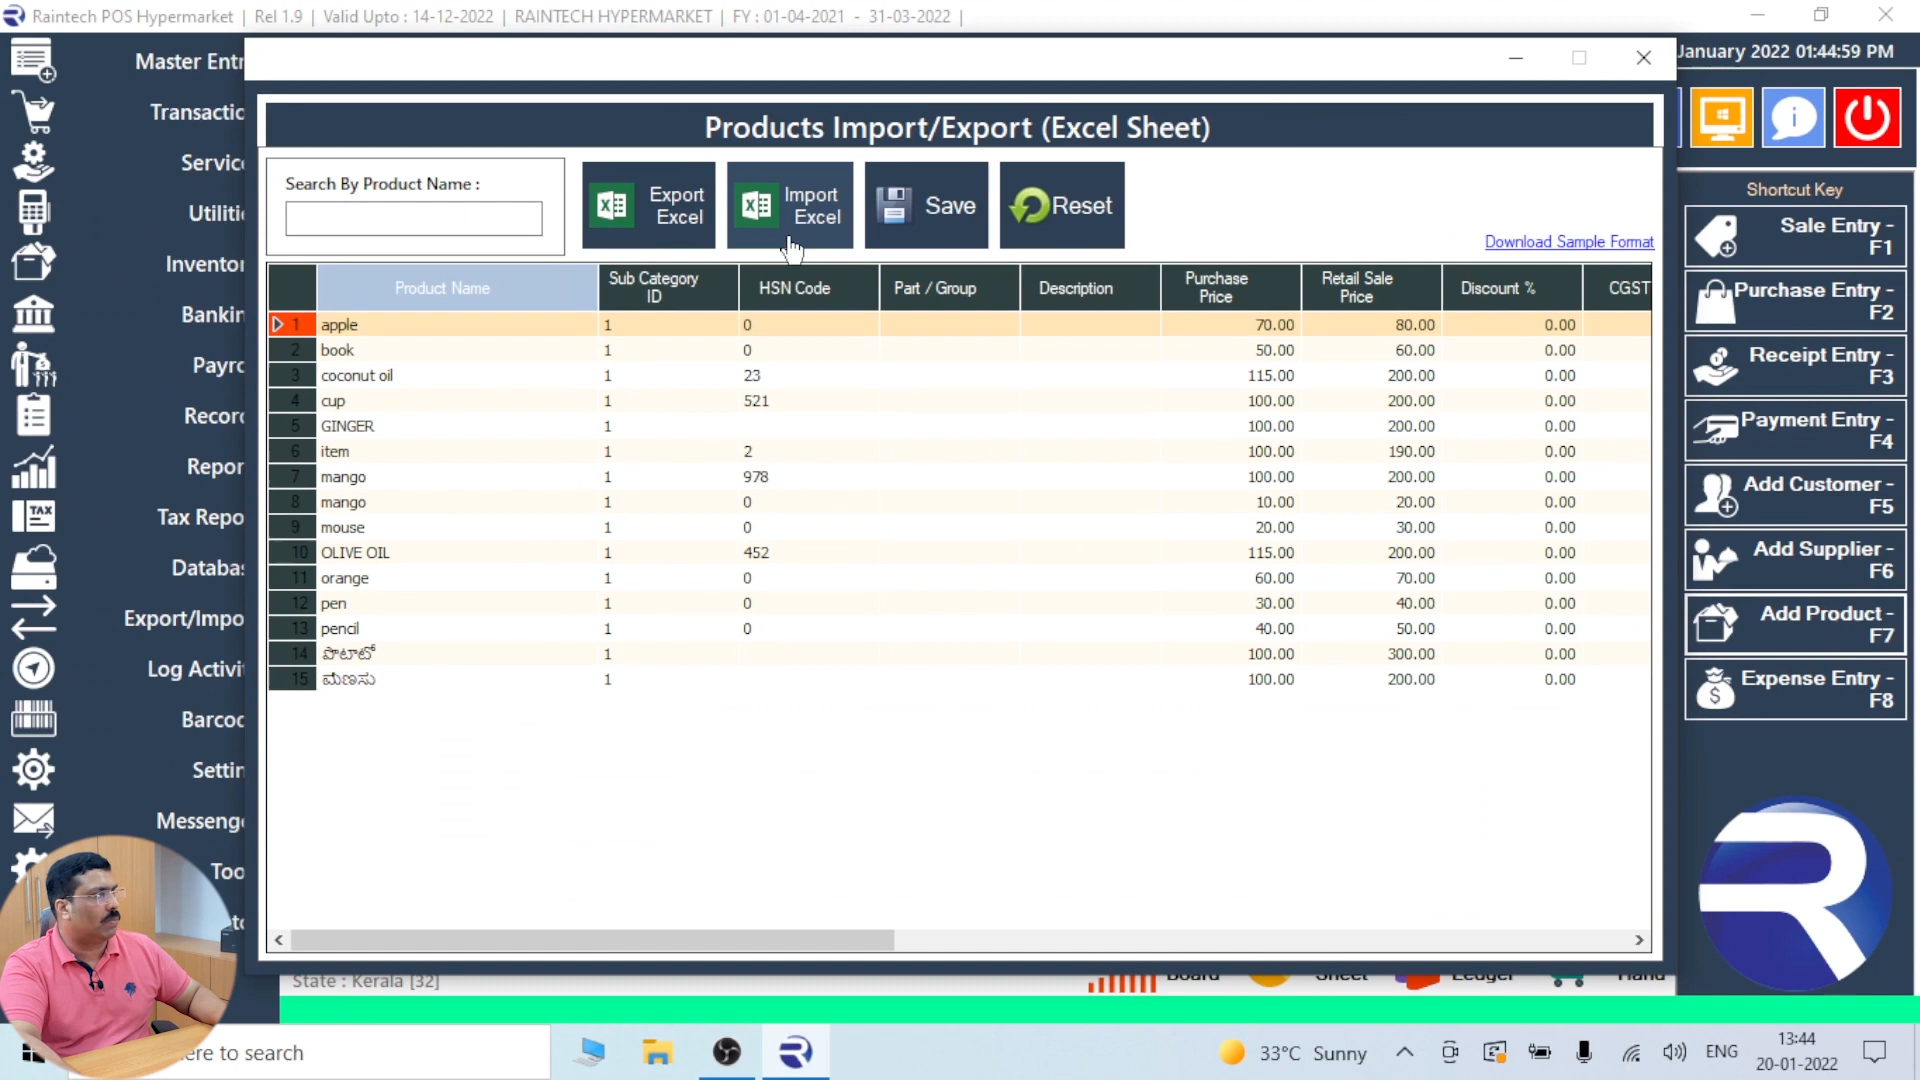 Raintech POS Hypermarket | Rel 1.9 | Valid Upto : 14-12-2022 | RAINTECH HYPERMARKET | FY : 01-04-2021 - 31-03-2022 |
January 2022 01:44:59 PM
Master Entr
Transactio
Service
Utiliti
Inventor
Bankin
Payro
Record
Repor
Tax Repo
Databas
Export/Impo
Log Activit
Barcod
Settin
Messenge
Too
Products Import/Export (Excel Sheet)
Search By Product Name :
Export
Excel
Import
Excel
Save
Reset
Download Sample Format
Product Name Sub Category ID HSN Code Part / Group Description Purchase Price Retail Sale Price Discount % CGST
1 apple 1 0 70.00 80.00 0.00
2 book 1 0 50.00 60.00 0.00
3 coconut oil 1 23 115.00 200.00 0.00
4 cup 1 521 100.00 200.00 0.00
5 GINGER 1 100.00 200.00 0.00
6 item 1 2 100.00 190.00 0.00
7 mango 1 978 100.00 200.00 0.00
8 mango 1 0 10.00 20.00 0.00
9 mouse 1 0 20.00 30.00 0.00
10 OLIVE OIL 1 452 115.00 200.00 0.00
11 orange 1 0 60.00 70.00 0.00
12 pen 1 0 30.00 40.00 0.00
13 pencil 1 0 40.00 50.00 0.00
14 పొటాటో 1 100.00 300.00 0.00
15 ಮೆಣಸು 1 100.00 200.00 0.00
Shortcut Key
Sale Entry -
F1
Purchase Entry -
F2
Receipt Entry -
F3
Payment Entry -
F4
Add Customer -
F5
Add Supplier -
F6
Add Product -
F7
Expense Entry -
F8
State : Kerala [32]
Board Sheet Ledger Hand
ere to search
33°C Sunny
ENG
13:44
20-01-2022